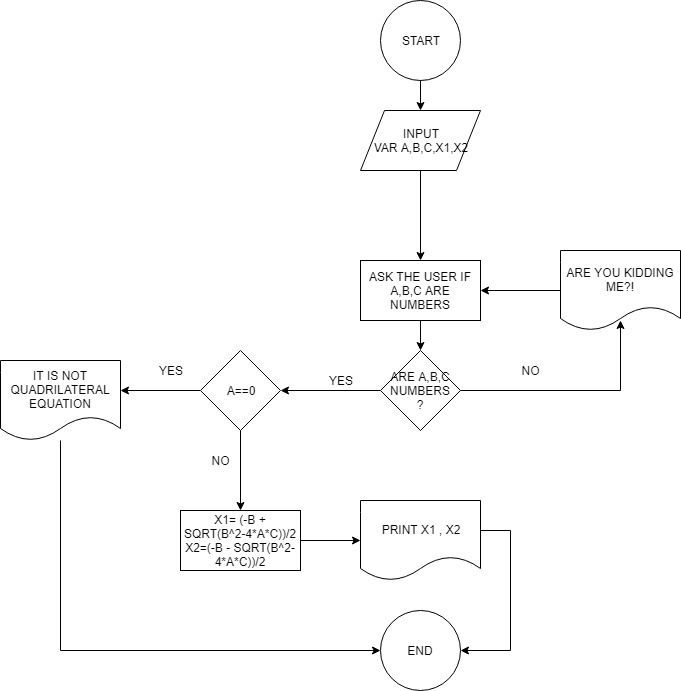 START
INPUT
VAR A,B,C,X1,X2
ASK THE USER IF
A,B,C ARE
NUMBERS
ARE YOU KIDDING
ME?!
ARE A,B,C
NUMBERS
?
NO
YES
A==0
YES
IT IS NOT
QUADRILATERAL
EQUATION
NO
X1= (-B +
SQRT(B^2-4*A*C))/2
X2=(-B - SQRT(B^2-
4*A*C))/2
PRINT X1 , X2
END